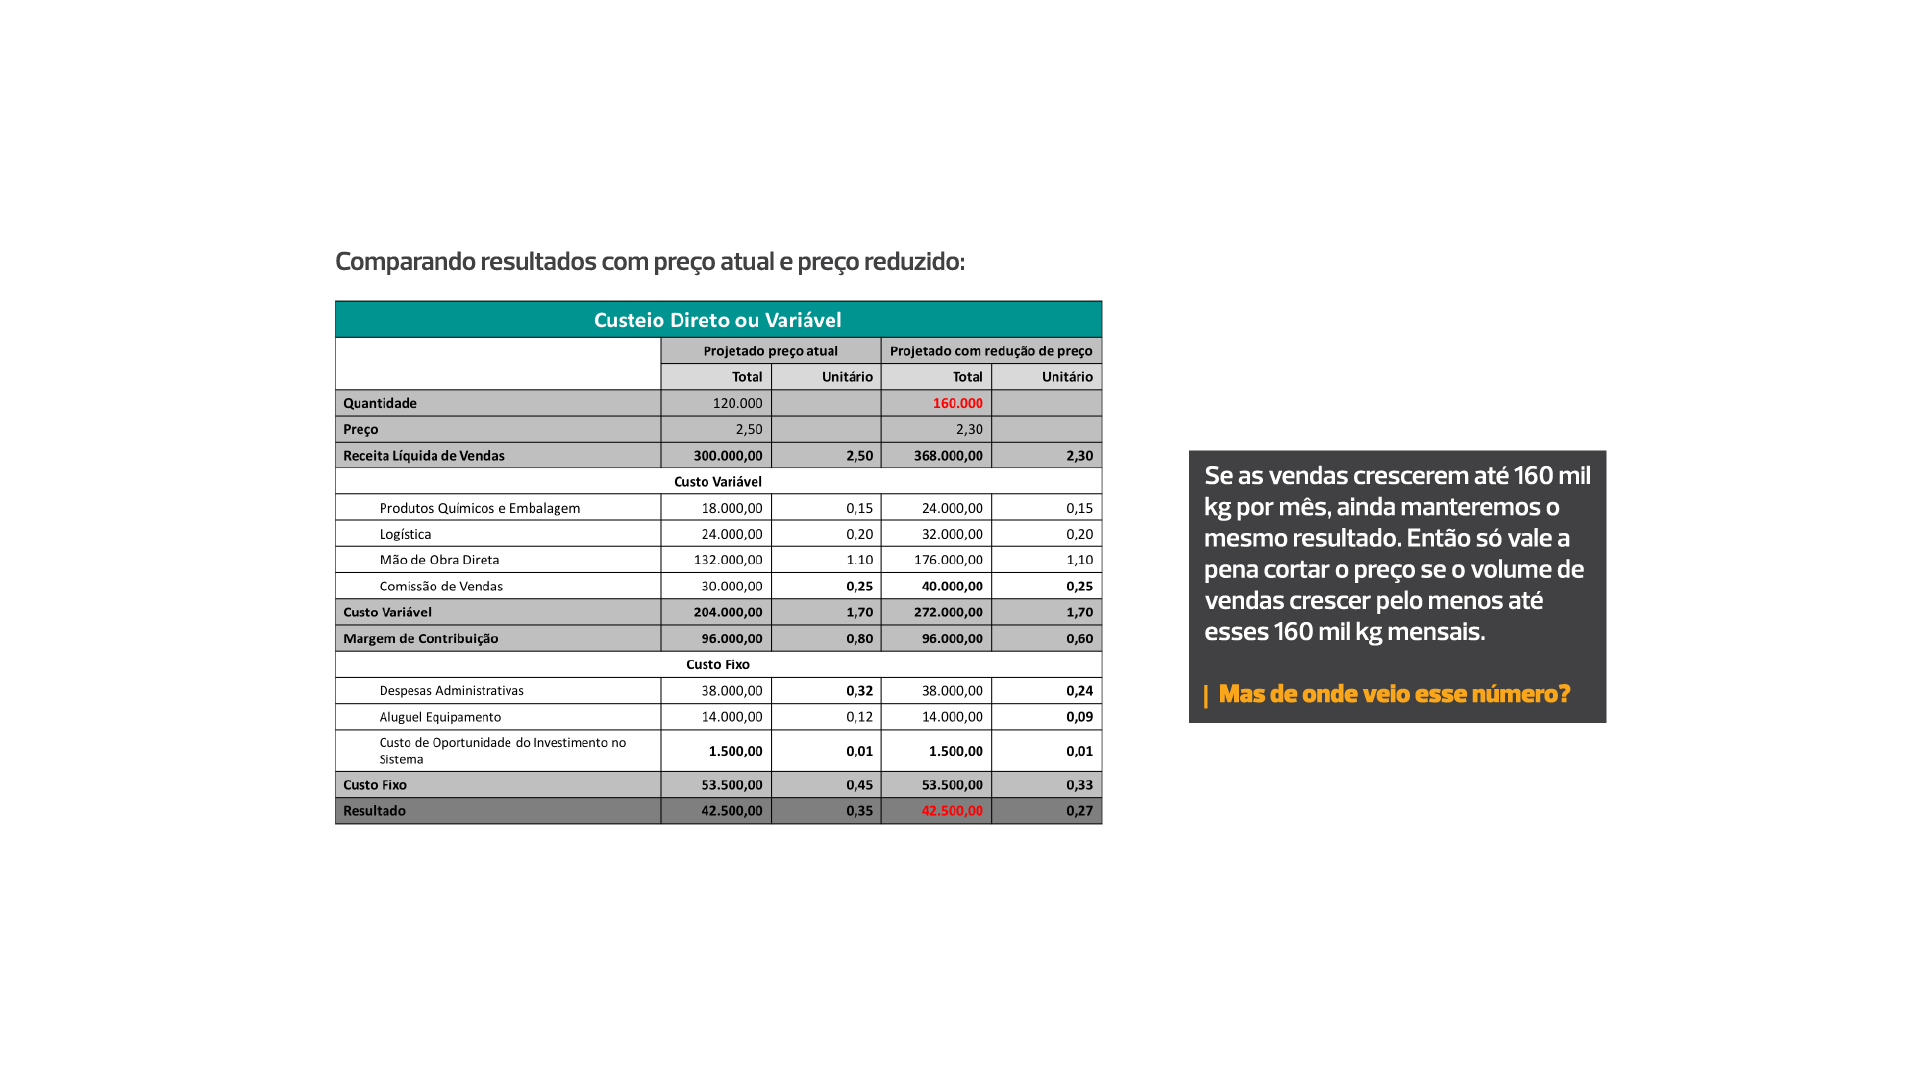 Comparando resultados com preço atual e preço reduzido:
Custeio Direto ou Variável
Projetado preço atual Projetado com redução de preço
Total Unitário Total Unitário
Quantidade 120.000 160.000
Preço 2,50 2,30
Receita Líquida de Vendas 300.000,00 2,50 368.000,00 2,30
Custo Variável
Produtos Químicos e Embalagem 18.000,00 0,15 24.000,00 0,15
Logística 24.000,00 0,20 32.000,00 0,20
Mão de Obra Direta 132.000,00 1.10 176.000,00 1,10
Comissão de Vendas 30.000,00 0,25 40.000,00 0,25
Custo Variável 204.000,00 1,70 272.000,00 1,70
Margem de Contribuição 96.000,00 0,80 96.000,00 0,60
Custo Fixo
Despesas Administrativas 38.000,00 0,32 38.000,00 0,24
Aluguel Equipamento 14.000,00 0,12 14.000,00 0,09
Custo de Oportunidade do Investimento no
Sistema 1.500,00 0,01 1.500,00 0,01
Custo Fixo 53.500,00 0,45 53.500,00 0,33
Resultado 42.500,00 0,35 42.500,00 0,27
Se as vendas crescerem até 160 mil
kg por mês, ainda manteremos o
mesmo resultado. Então só vale a
pena cortar o preço se o volume de
vendas crescer pelo menos até
esses 160 mil kg mensais.
| Mas de onde veio esse número?